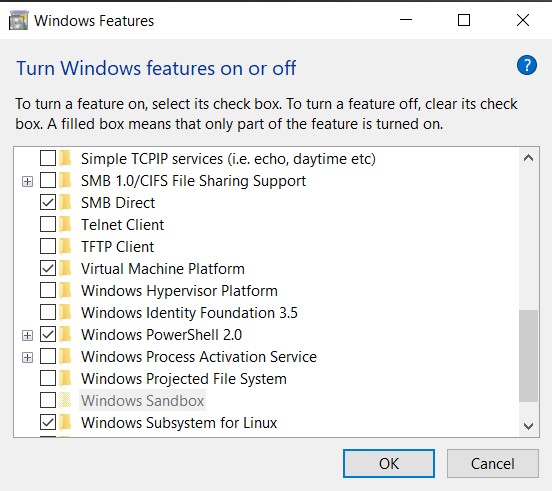 Windows Features
Turn Windows features on or off
?
To turn a feature on, select its check box. To turn a feature off, clear its check
box. A filled box means that only part of the feature is turned on.
Simple TCPIP services (i.e. echo, daytime etc)
SMB 1.0/CIFS File Sharing Support
SMB Direct
Telnet Client
TFTP Client
Virtual Machine Platform
Windows Hypervisor Platform
Windows Identity Foundation 3.5
Windows PowerShell 2.0
Windows Process Activation Service
Windows Projected File System
Windows Sandbox
Windows Subsystem for Linux
OK
Cancel